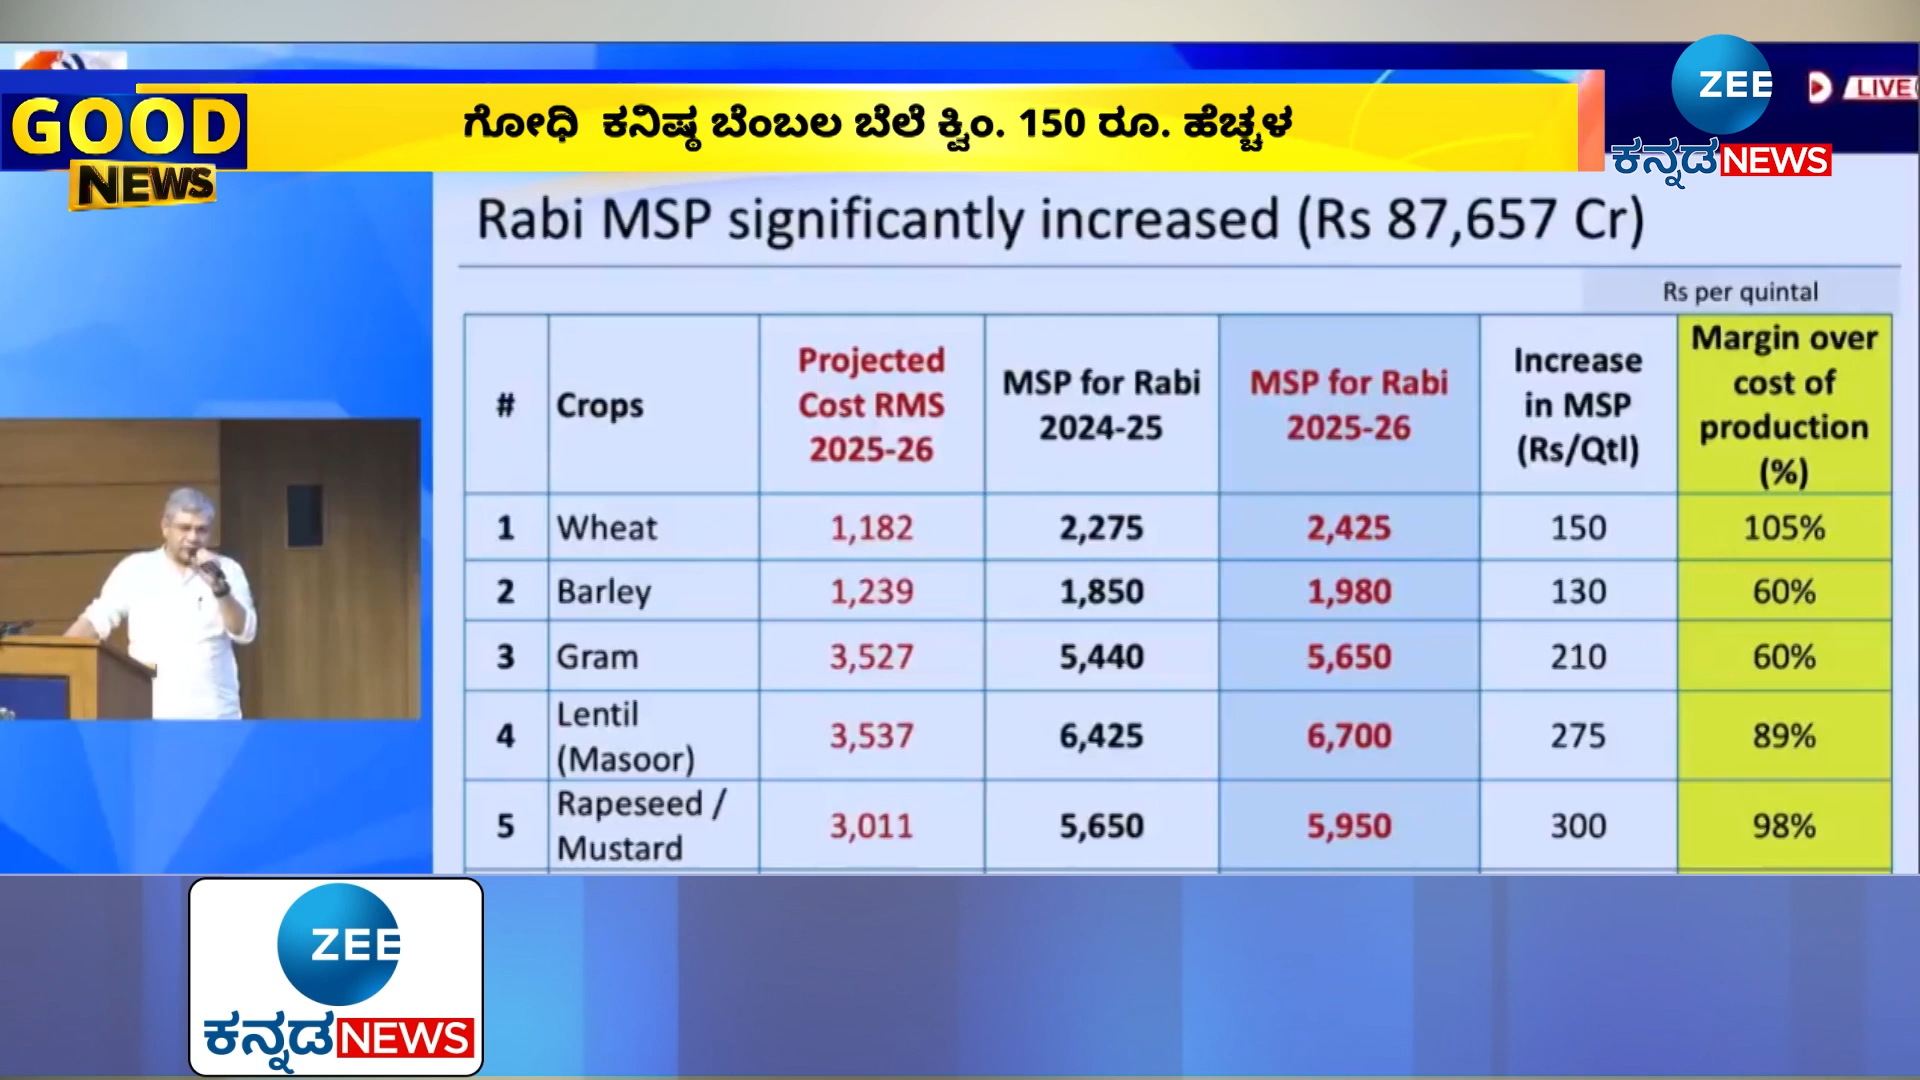 GOOD
NEWS
ಗೋಧಿ ಕನಿಷ್ಠ ಬೆಂಬಲ ಬೆಲೆ ಕ್ವಿಂ. 150 ರೂ. ಹೆಚ್ಚಳ
ZEE
ಕನ್ನಡ NEWS
LIVE
Rabi MSP significantly increased (Rs 87,657 Cr)
Rs per quintal
# Crops Projected Cost RMS 2025-26 MSP for Rabi 2024-25 MSP for Rabi 2025-26 Increase in MSP (Rs/Qtl) Margin over cost of production (%)
1 Wheat 1,182 2,275 2,425 150 105%
2 Barley 1,239 1,850 1,980 130 60%
3 Gram 3,527 5,440 5,650 210 60%
4 Lentil (Masoor) 3,537 6,425 6,700 275 89%
5 Rapeseed / Mustard 3,011 5,650 5,950 300 98%
ZEE
ಕನ್ನಡ NEWS